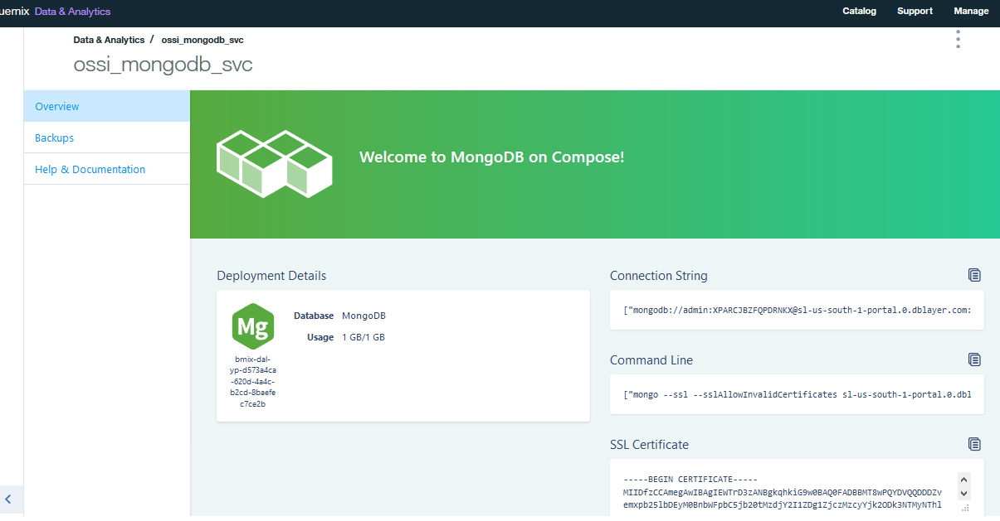 uemix Data & Analytics
Catalog Support Manage
Data & Analytics / ossi_mongodb_svc
ossi_mongodb_svc
Overview
Backups
Help & Documentation
Welcome to MongoDB on Compose!
Deployment Details
Mg
bmix-dal-
yp-d573a4ca
-620d-4a4c-
b2cd-8baefe
c7ce2b
Database MongoDB
Usage 1 GB/1 GB
Connection String
["mongodb://admin:XPARCJBZFQPDRNKX@sl-us-south-1-portal.0.dblayer.com:
Command Line
["mongo --ssl --sslAllowInvalidCertificates sl-us-south-1-portal.0.dbl
SSL Certificate
-----BEGIN CERTIFICATE-----
MIIDfzCCAmegAwIBAgIEWTrD3zANBgkqhkiG9w0BAQ0FADBBMT8wPQYDVQQDDDZv
emxpb25lbDEyM0BnbWFpbC5jb20tMzdjY2I1ZDg1ZjczMzcyYjk2ODk3NTMyNThl